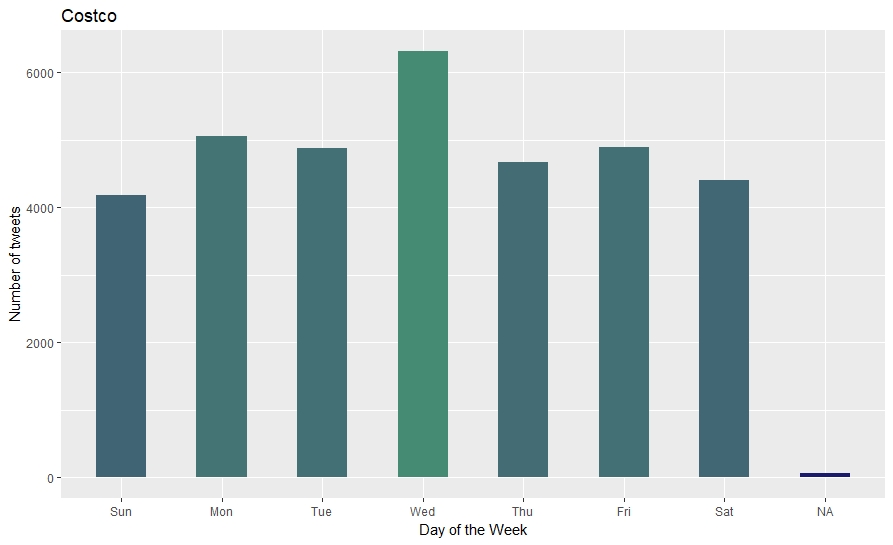 Costco
Number of tweets
6000
4000
2000
0
Sun Mon Tue Wed Thu Fri Sat NA
Day of the Week